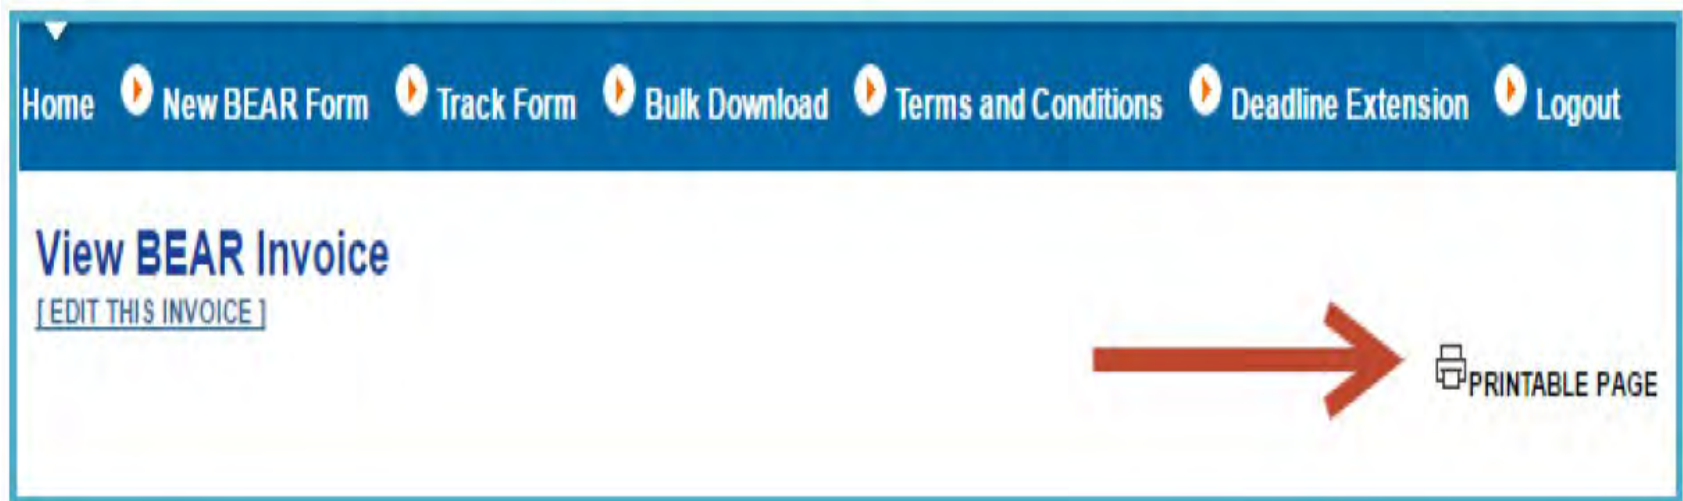 Home New BEAR Form Track Form Bulk Download Terms and Conditions Deadline Extension Logout
View BEAR Invoice
[ EDIT THIS INVOICE ]
PRINTABLE PAGE